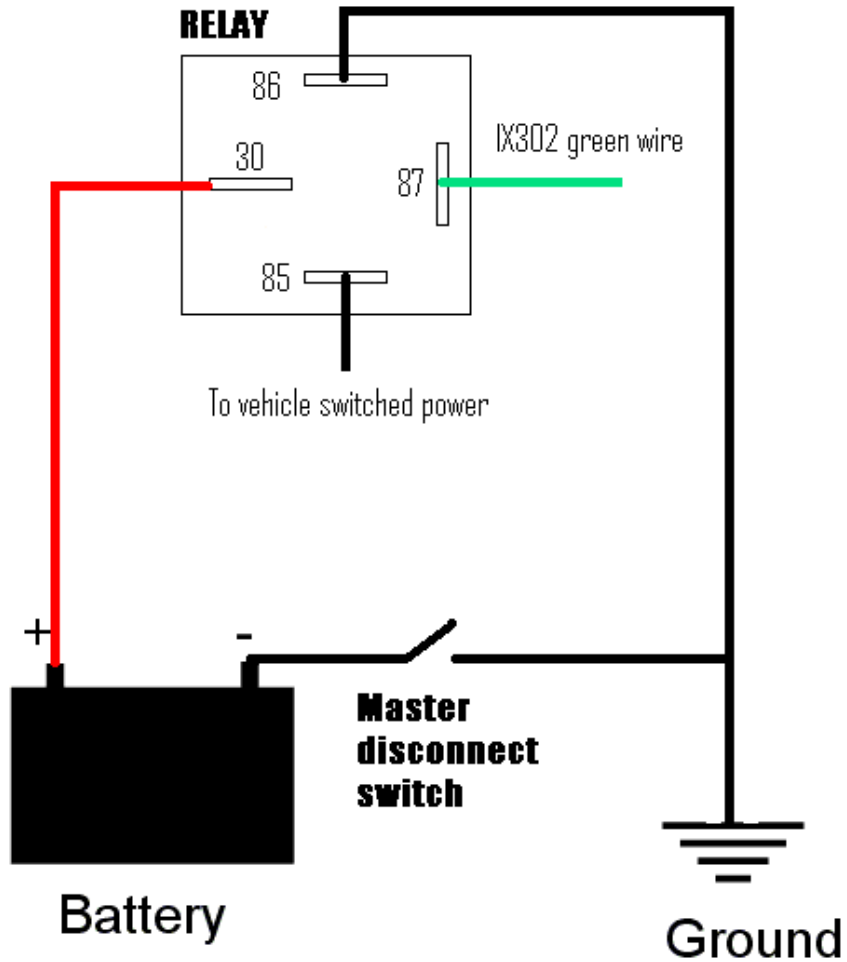 RELAY
86
30
IX302 green wire
87
85
To vehicle switched power
+
-
Master
disconnect
switch
Battery
Ground